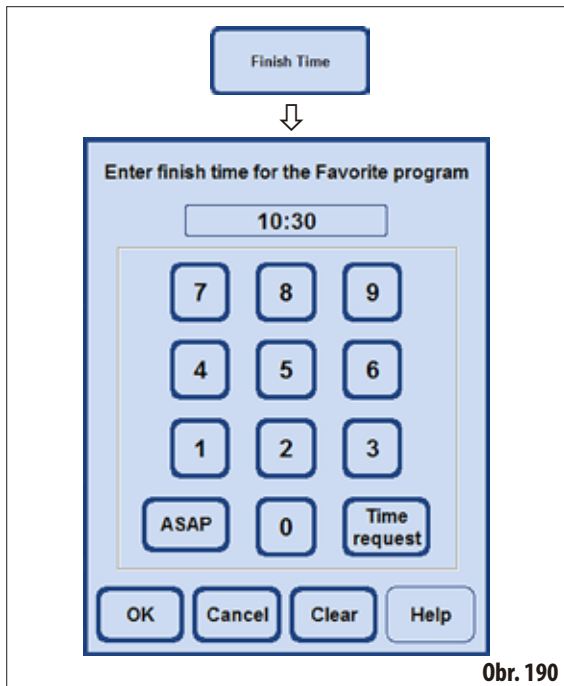 Finish Time
Enter finish time for the Favorite program
10:30
7 8 9
4 5 6
1 2 3
ASAP 0 Time request
OK Cancel Clear Help
Obr. 190